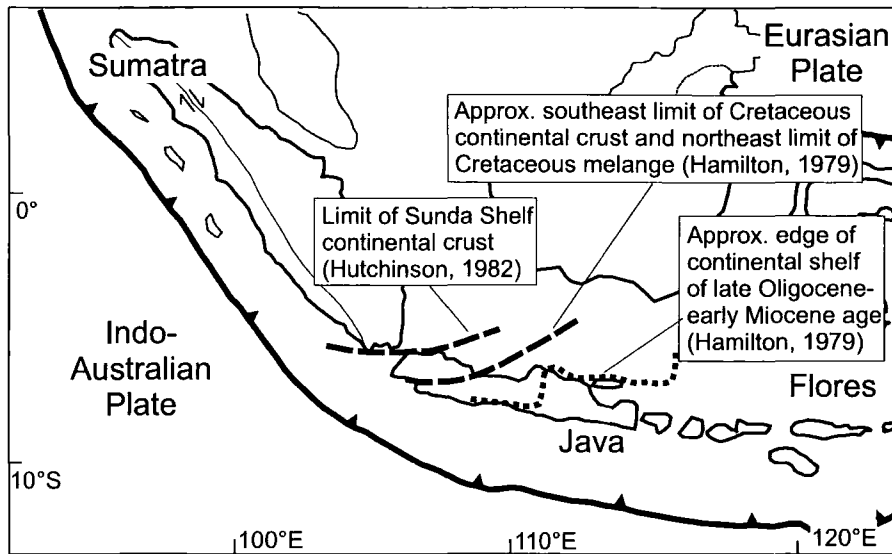 Sumatra
Eurasian
Plate
Approx. southeast limit of Cretaceous
continental crust and northeast limit of
Cretaceous melange (Hamilton, 1979)
0°
Limit of Sunda Shelf
continental crust
(Hutchinson, 1982)
Approx. edge of
continental shelf
of late Oligocene-
early Miocene age
(Hamilton, 1979)
Indo-
Australian
Plate
Flores
Java
10°S
100°E
110°E
120°E